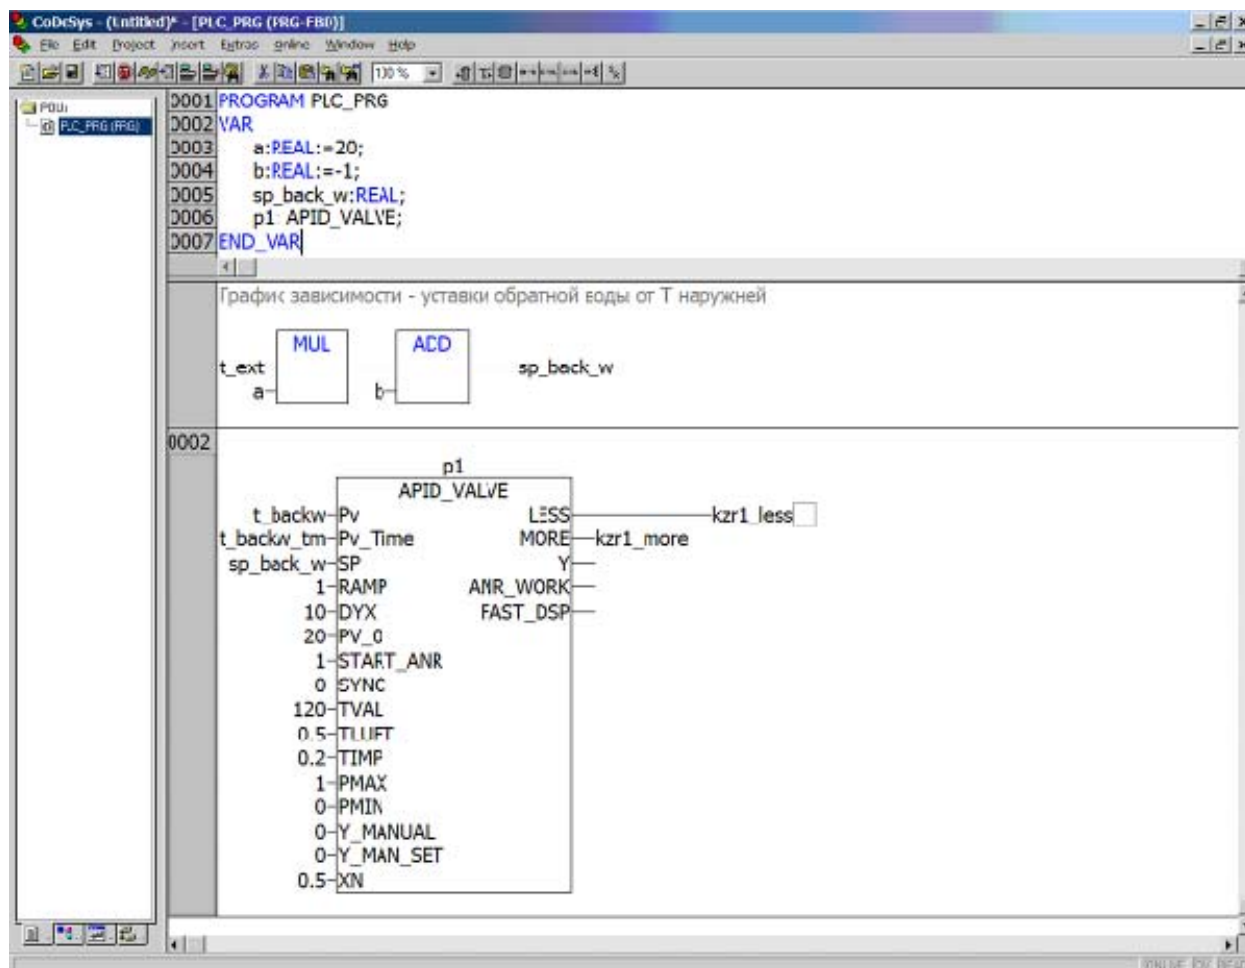 CoDeSys - (Untitled)* - [PLC_PRG (PRG-FBD)]
File Edit Project Insert Extras Online Window Help
100 %
POUs
PLC_PRG (PRG)
0001 PROGRAM PLC_PRG
0002 VAR
0003 a:REAL:=20;
0004 b:REAL:=-1;
0005 sp_back_w:REAL;
0006 p1 APID_VALVE;
0007 END_VAR
График зависимости - уставки обратной воды от Т наружней
MUL ADD
t_ext sp_back_w
a b
0002
p1
APID_VALVE
t_backw Pv LESS kzr1_less
t_backw_tm Pv_Time MORE kzr1_more
sp_back_w SP Y
1 RAMP ANR_WORK
10 DYX FAST_DSP
20 PV_0
1 START_ANR
0 SYNC
120 TVAL
0.5 TLUFT
0.2 TIMP
1 PMAX
0 PMIN
0 Y_MANUAL
0 Y_MAN_SET
0.5 XN